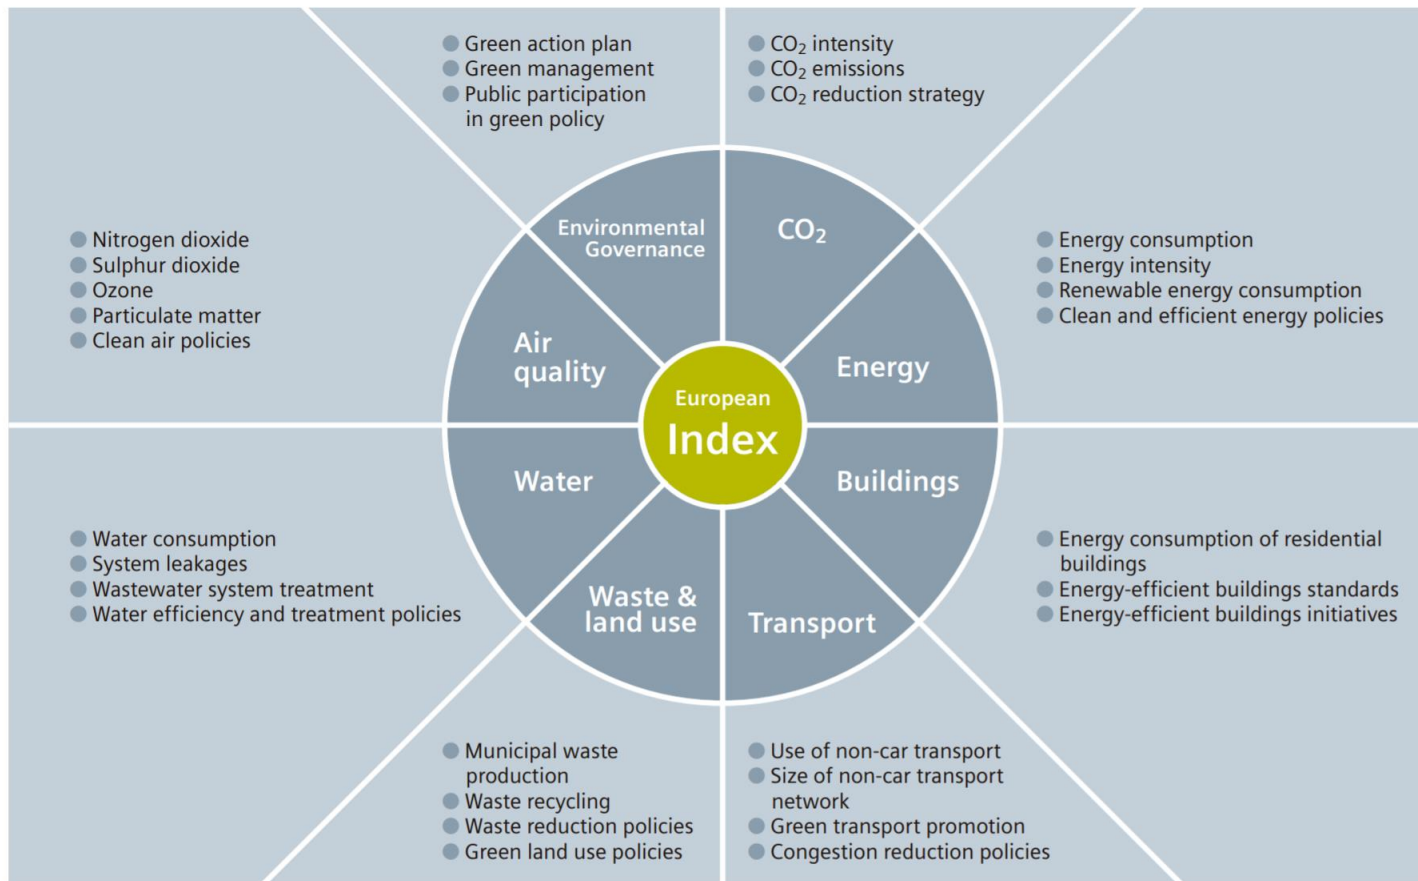 Green action plan
Green management
Public participation
in green policy
CO₂ intensity
CO₂ emissions
CO₂ reduction strategy
Environmental
Governance
CO₂
Nitrogen dioxide
Sulphur dioxide
Ozone
Particulate matter
Clean air policies
Air
quality
Energy
Energy consumption
Energy intensity
Renewable energy consumption
Clean and efficient energy policies
European
Index
Water
Buildings
Water consumption
System leakages
Wastewater system treatment
Water efficiency and treatment policies
Waste &
land use
Transport
Energy consumption of residential
buildings
Energy-efficient buildings standards
Energy-efficient buildings initiatives
Municipal waste
production
Waste recycling
Waste reduction policies
Green land use policies
Use of non-car transport
Size of non-car transport
network
Green transport promotion
Congestion reduction policies